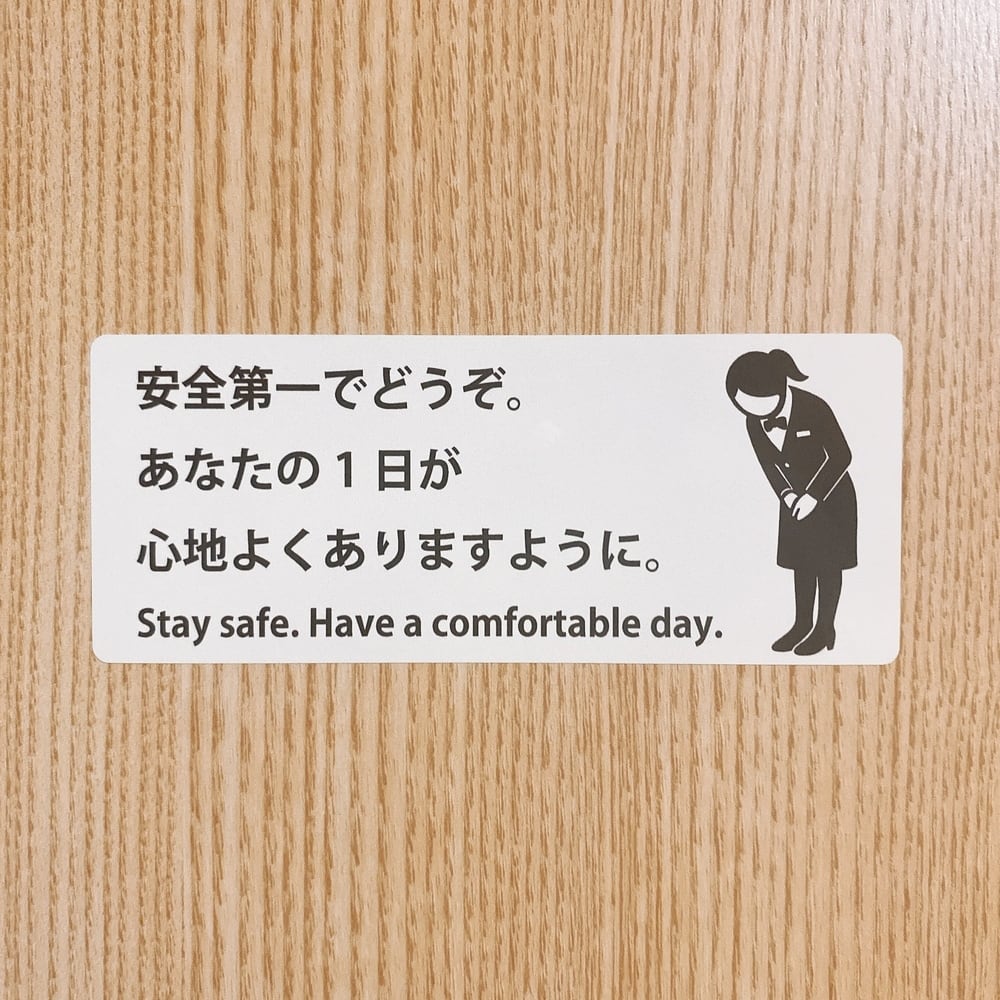 安全第一でどうぞ。
あなたの1日が
心地よくありますように。
Stay safe. Have a comfortable day.